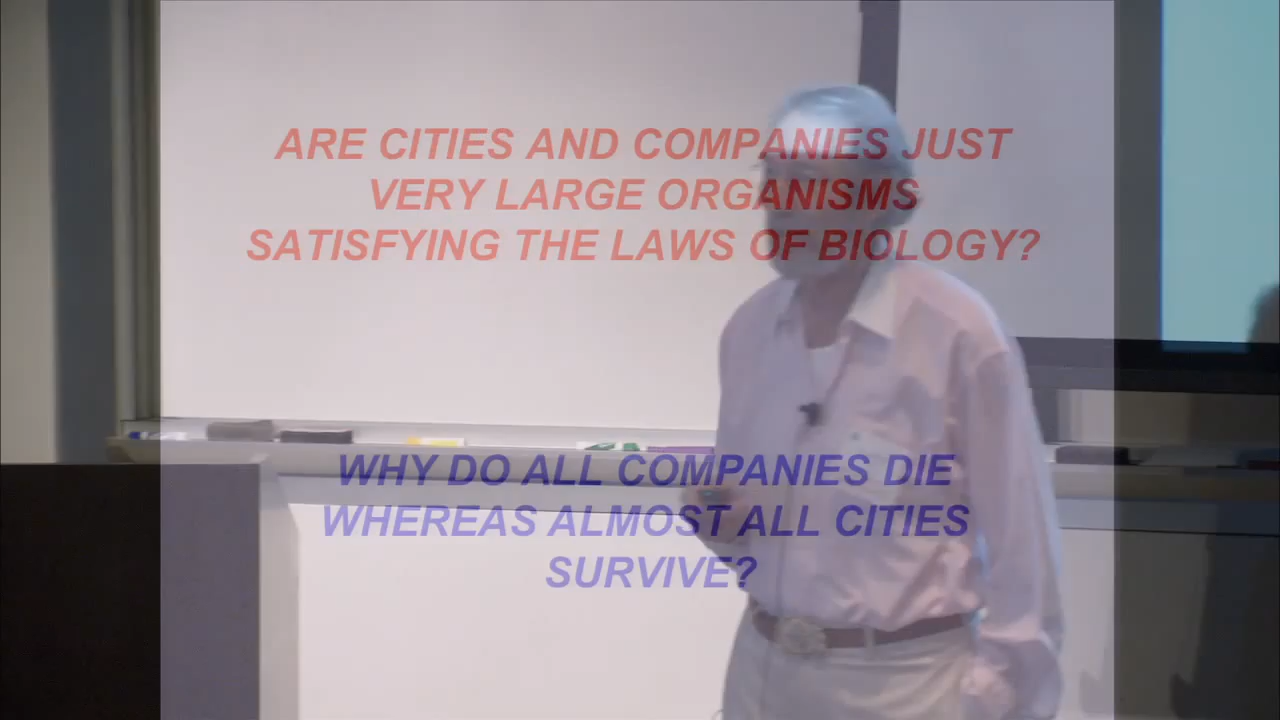 ARE CITIES AND COMPANIES JUST
VERY LARGE ORGANISMS
SATISFYING THE LAWS OF BIOLOGY?
WHY DO ALL COMPANIES DIE
WHEREAS ALMOST ALL CITIES
SURVIVE?